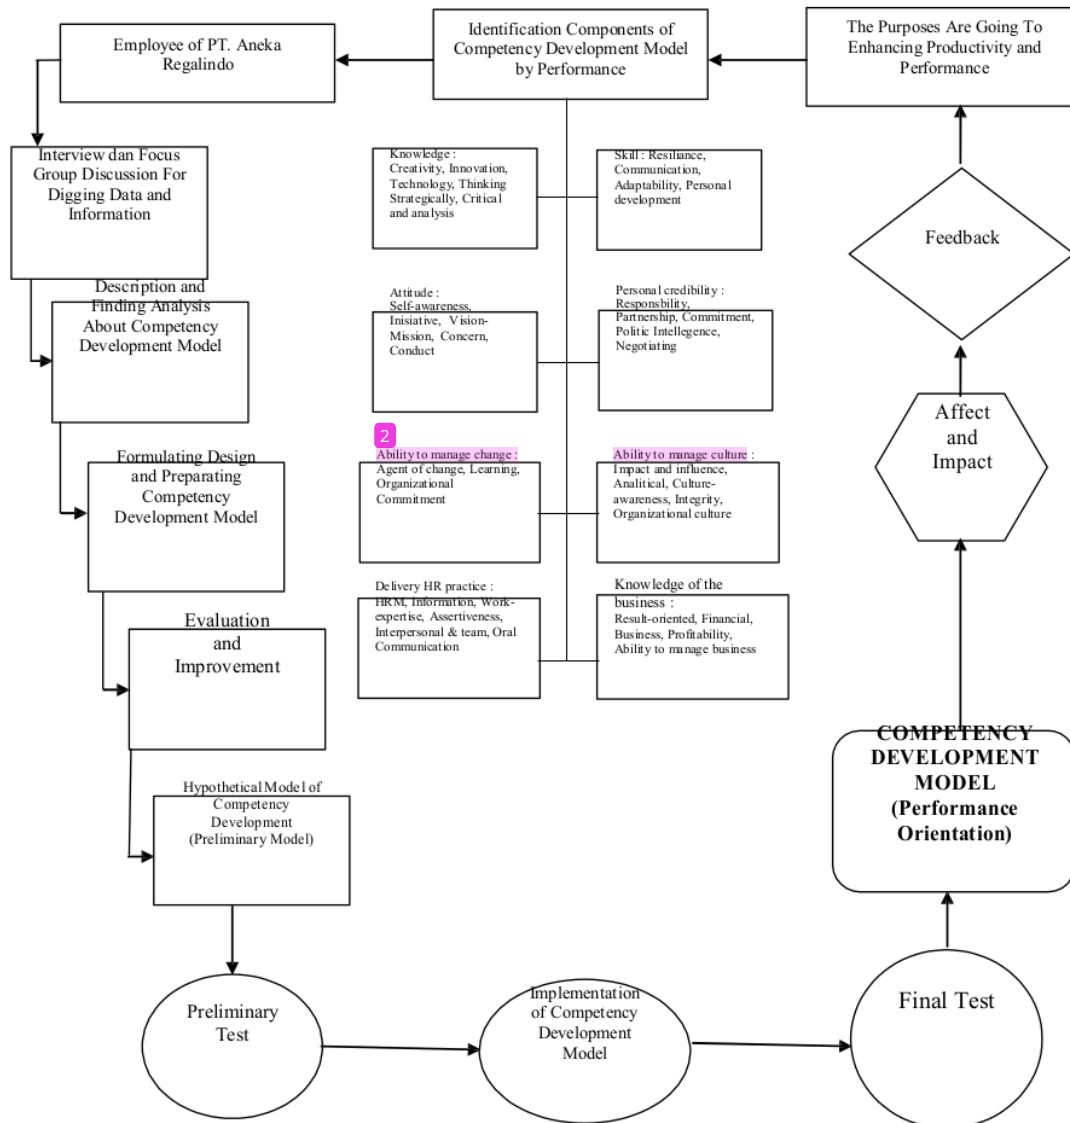 Employee of PT. Aneka
Regalindo
Identification Components of
Competency Development Model
by Performance
The Purposes Are Going To
Enhancing Productivity and
Performance
Interview dan Focus
Group Discussion For
Digging Data and
Information
Knowledge :
Creativity, Innovation,
Technology, Thinking
Strategically, Critical
and analysis
Skill : Resiliance,
Communication,
Adaptability, Personal
development
Feedback
Description and
Finding Analysis
About Competency
Development Model
Attitude :
Self-awareness,
Inisiative, Vision-
Mission, Concern,
Conduct
Personal credibility :
Responsbility,
Partnership, Commitment,
Politic Intellegence,
Negotiating
Affect
and
Impact
2
Formulating Design
and Preparating
Competency
Development Model
Ability to manage change :
Agent of change, Learning,
Organizational
Commitment
Ability to manage culture :
Impact and influence,
Analitical, Culture-
awareness, Integrity,
Organizational culture
Evaluation
and
Improvement
Delivery HR practice :
HRM, Information, Work-
expertise, Assertiveness,
Interpersonal & team, Oral
Communication
Knowledge of the
business :
Result-oriented, Financial,
Business, Profitability,
Ability to manage business
COMPETENCY
DEVELOPMENT
MODEL
(Performance
Orientation)
Hypothetical Model of
Competency
Development
(Preliminary Model)
Preliminary
Test
Implementation
of Competency
Development
Model
Final Test